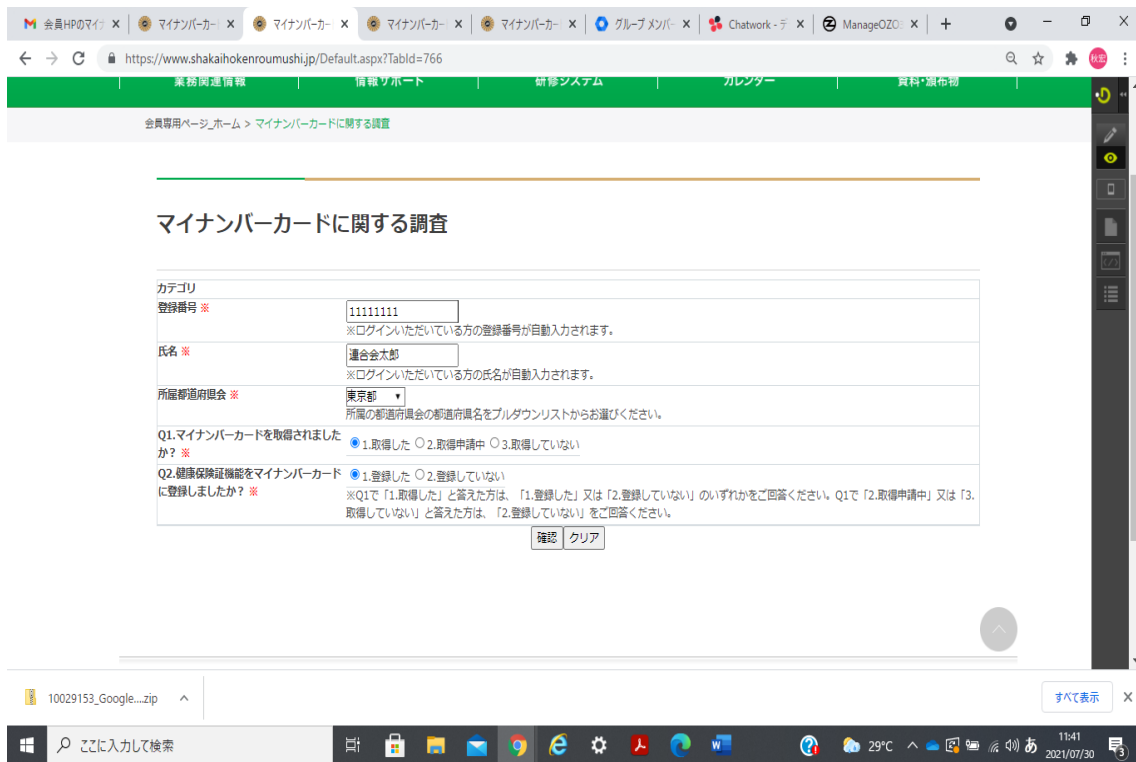 会員HPのマイナ
マイナンバーカート
マイナンバーカー
マイナンバーカー
マイナンバーカー
グループ メンバー
Chatwork - デ
ManageOZO3
https://www.shakaihokenroumushi.jp/Default.aspx?TabId=766
秋宏
業務関連情報
情報サポート
研修システム
カレンダー
資料・頒布物
会員専用ページ_ホーム > マイナンバーカードに関する調査
マイナンバーカードに関する調査
カテゴリ
登録番号 ※
11111111
※ログインいただいている方の登録番号が自動入力されます。
氏名 ※
連合会太郎
※ログインいただいている方の氏名が自動入力されます。
所属都道府県会 ※
東京都
所属の都道府県会の都道府県名をプルダウンリストからお選びください。
Q1.マイナンバーカードを取得されました
か? ※
1.取得した 2.取得申請中 3.取得していない
Q2.健康保険証機能をマイナンバーカード
に登録しましたか? ※
1.登録した 2.登録していない
※Q1で「1.取得した」と答えた方は、「1.登録した」又は「2.登録していない」のいずれかをご回答ください。Q1で「2.取得申請中」又は「3.
取得していない」と答えた方は、「2.登録していない」をご回答ください。
確認 クリア
10029153_Google....zip
すべて表示
ここに入力して検索
29°C
あ
11:41
2021/07/30
3